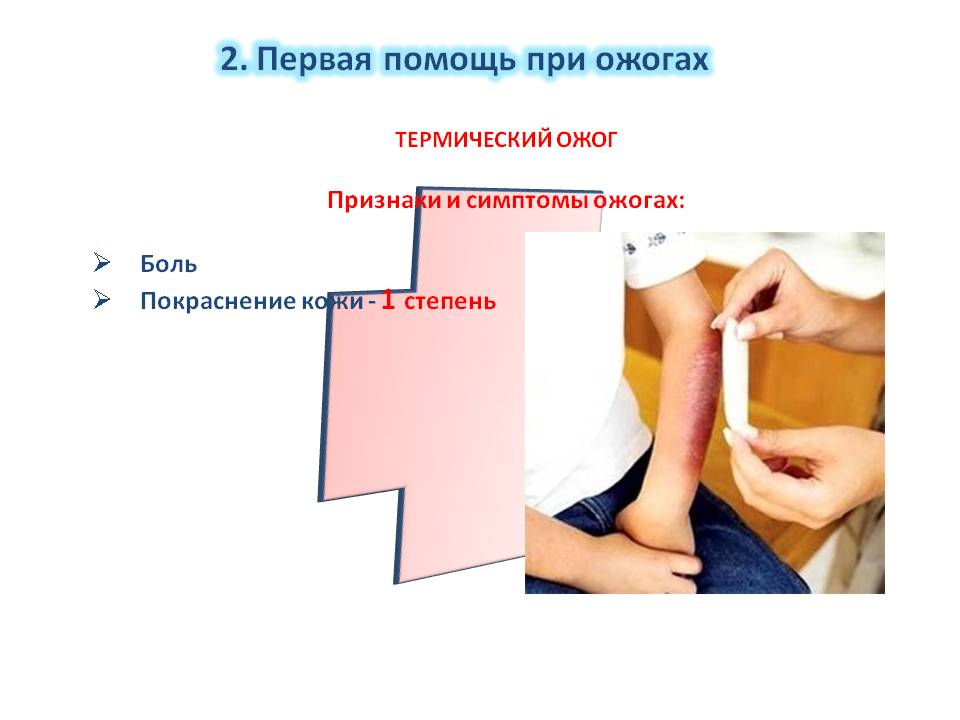 2. Первая помощь при ожогах
ТЕРМИЧЕСКИЙ ОЖОГ
Признаки и симптомы ожогах:
Боль
Покраснение кожи - 1 степень